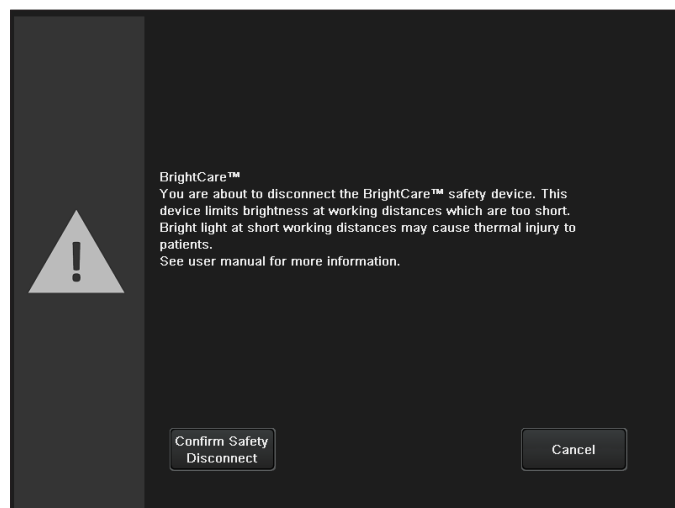 BrightCare™
You are about to disconnect the BrightCare™ safety device. This
device limits brightness at working distances which are too short.
Bright light at short working distances may cause thermal injury to
patients.
See user manual for more information.
Confirm Safety
Disconnect
Cancel